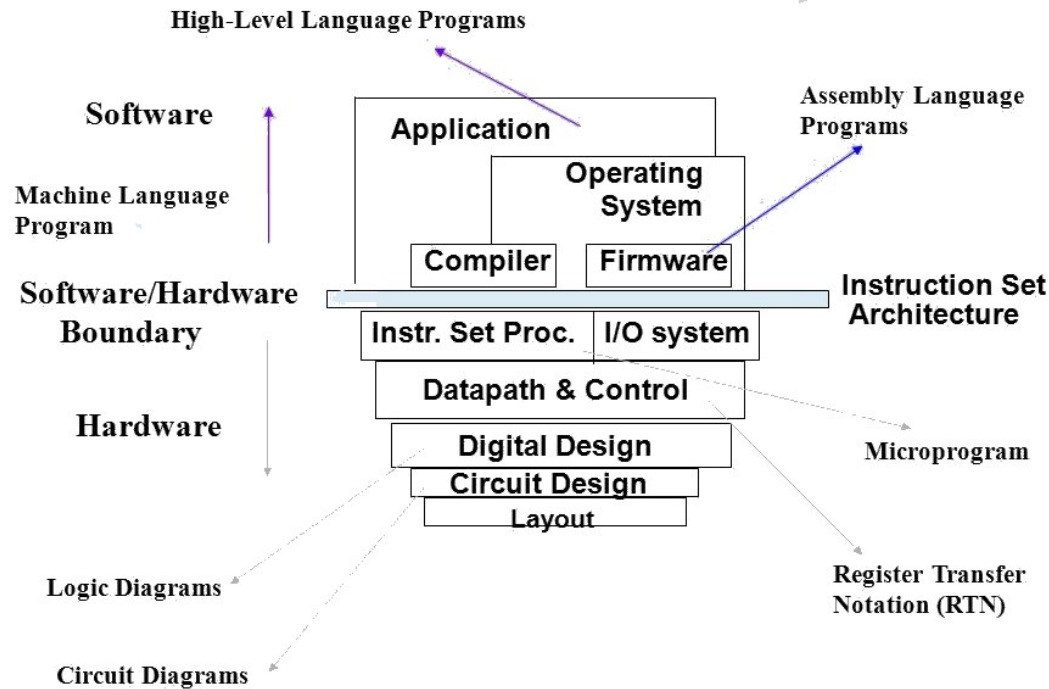 High-Level Language Programs
Software
Application
Assembly Language
Programs
Machine Language
Program
Operating
System
Compiler
Firmware
Software/Hardware
Boundary
Instruction Set
Architecture
Instr. Set Proc.
I/O system
Datapath & Control
Hardware
Digital Design
Microprogram
Circuit Design
Layout
Logic Diagrams
Register Transfer
Notation (RTN)
Circuit Diagrams